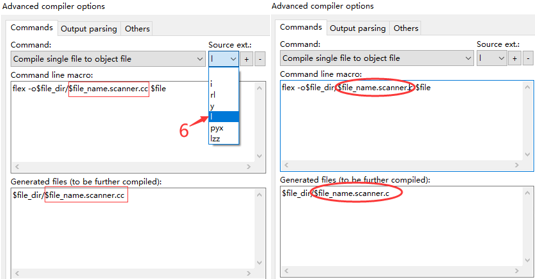 Advanced compiler options
Commands Output parsing Others
Command: Source ext.:
Compile single file to object file l + -
Command line macro:
flex -o$file_dir/$file_name.scanner.cc $file
i
rl
y
l
pyx
lzz
6
Generated files (to be further compiled):
$file_dir/$file_name.scanner.cc
Advanced compiler options
Commands Output parsing Others
Command: Source ext.:
Compile single file to object file l + -
Command line macro:
flex -o$file_dir/$file_name.scanner.c $file
Generated files (to be further compiled):
$file_dir/$file_name.scanner.c